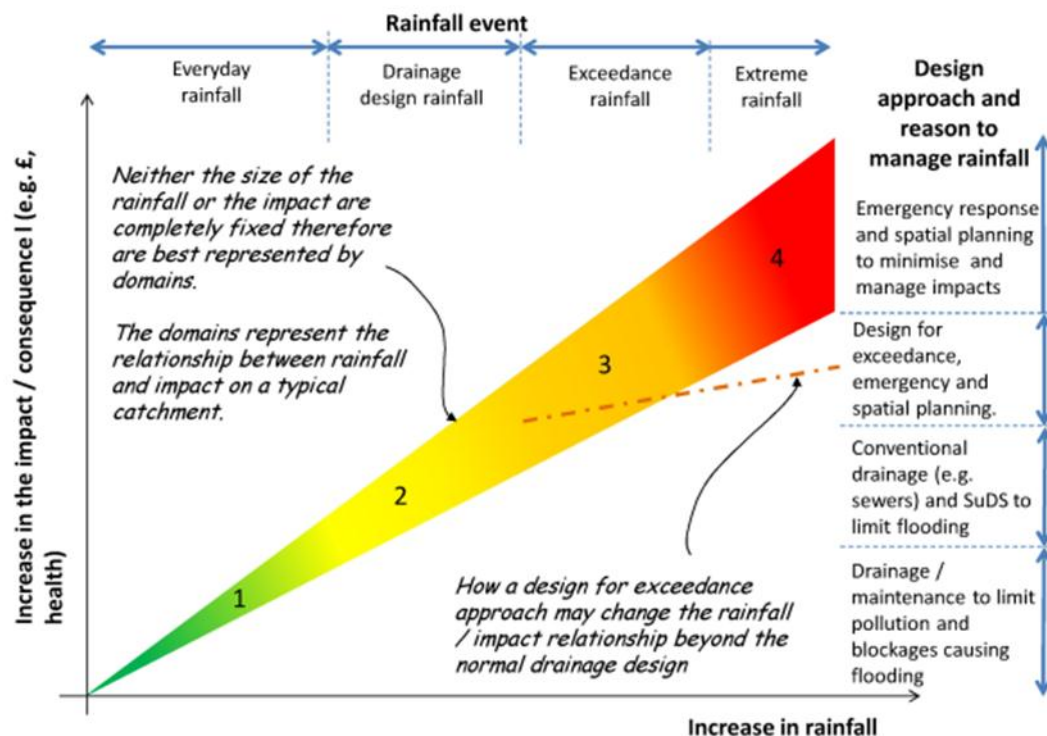 Rainfall event
Everyday
rainfall
Drainage
design rainfall
Exceedance
rainfall
Extreme
rainfall
Design
approach and
reason to
manage rainfall
Increase in the impact / consequence I (e.g. £,
health)
Neither the size of the
rainfall or the impact are
completely fixed therefore
are best represented by
domains.
The domains represent the
relationship between rainfall
and impact on a typical
catchment.
1
2
3
4
How a design for exceedance
approach may change the rainfall
/ impact relationship beyond the
normal drainage design
Emergency response
and spatial planning
to minimise and
manage impacts
Design for
exceedance,
emergency and
spatial planning.
Conventional
drainage (e.g.
sewers) and SuDS to
limit flooding
Drainage /
maintenance to limit
pollution and
blockages causing
flooding
Increase in rainfall